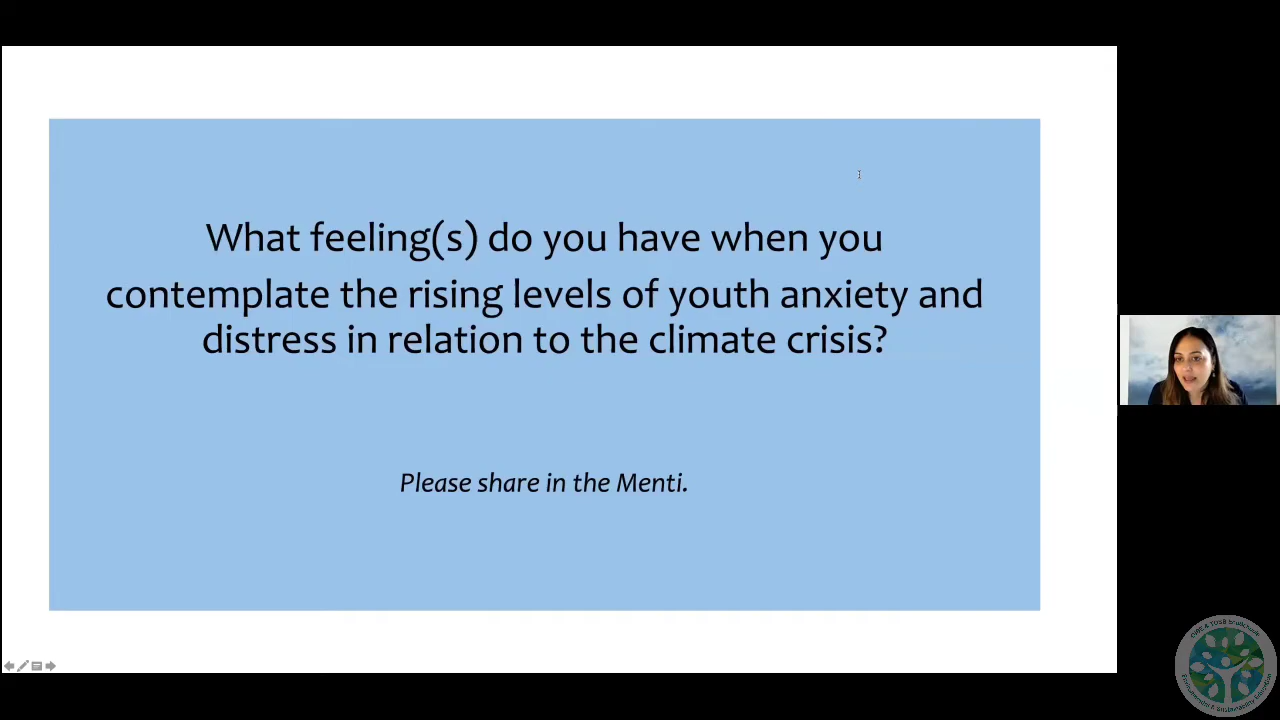 What feeling(s) do you have when you
contemplate the rising levels of youth anxiety and
distress in relation to the climate crisis?
Please share in the Menti.